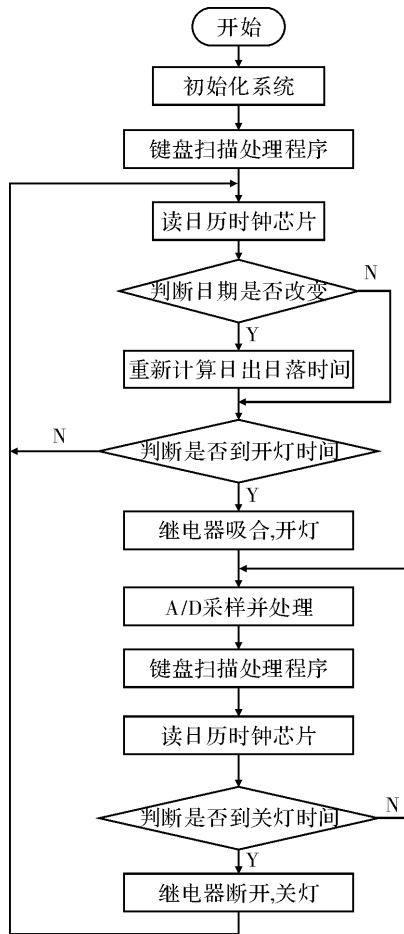 开始
初始化系统
键盘扫描处理程序
读日历时钟芯片
判断日期是否改变
N
Y
重新计算日出日落时间
判断是否到开灯时间
N
Y
继电器吸合,开灯
A/D采样并处理
键盘扫描处理程序
读日历时钟芯片
判断是否到关灯时间
N
Y
继电器断开,关灯